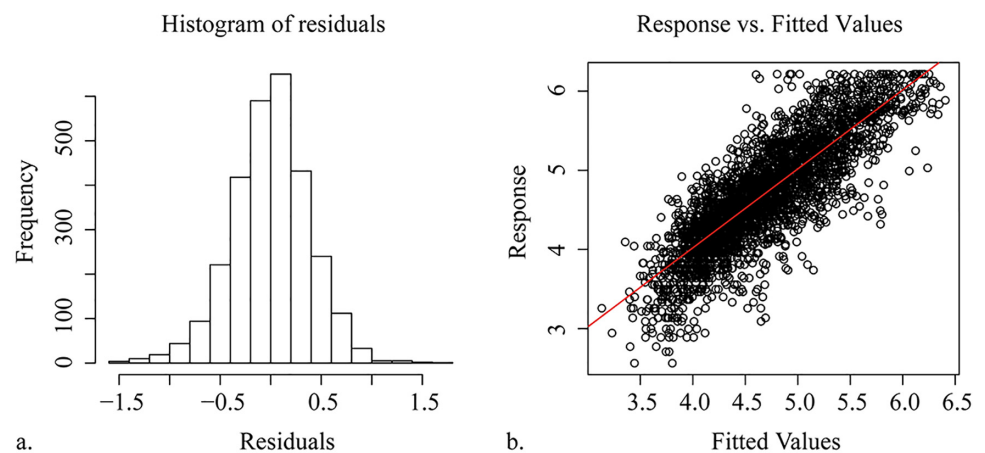 Histogram of residuals
Frequency
0 100 300 500
−1.5 −0.5 0.5 1.5
a.
Residuals
Response vs. Fitted Values
Response
3 4 5 6
3.5 4.0 4.5 5.0 5.5 6.0 6.5
b.
Fitted Values